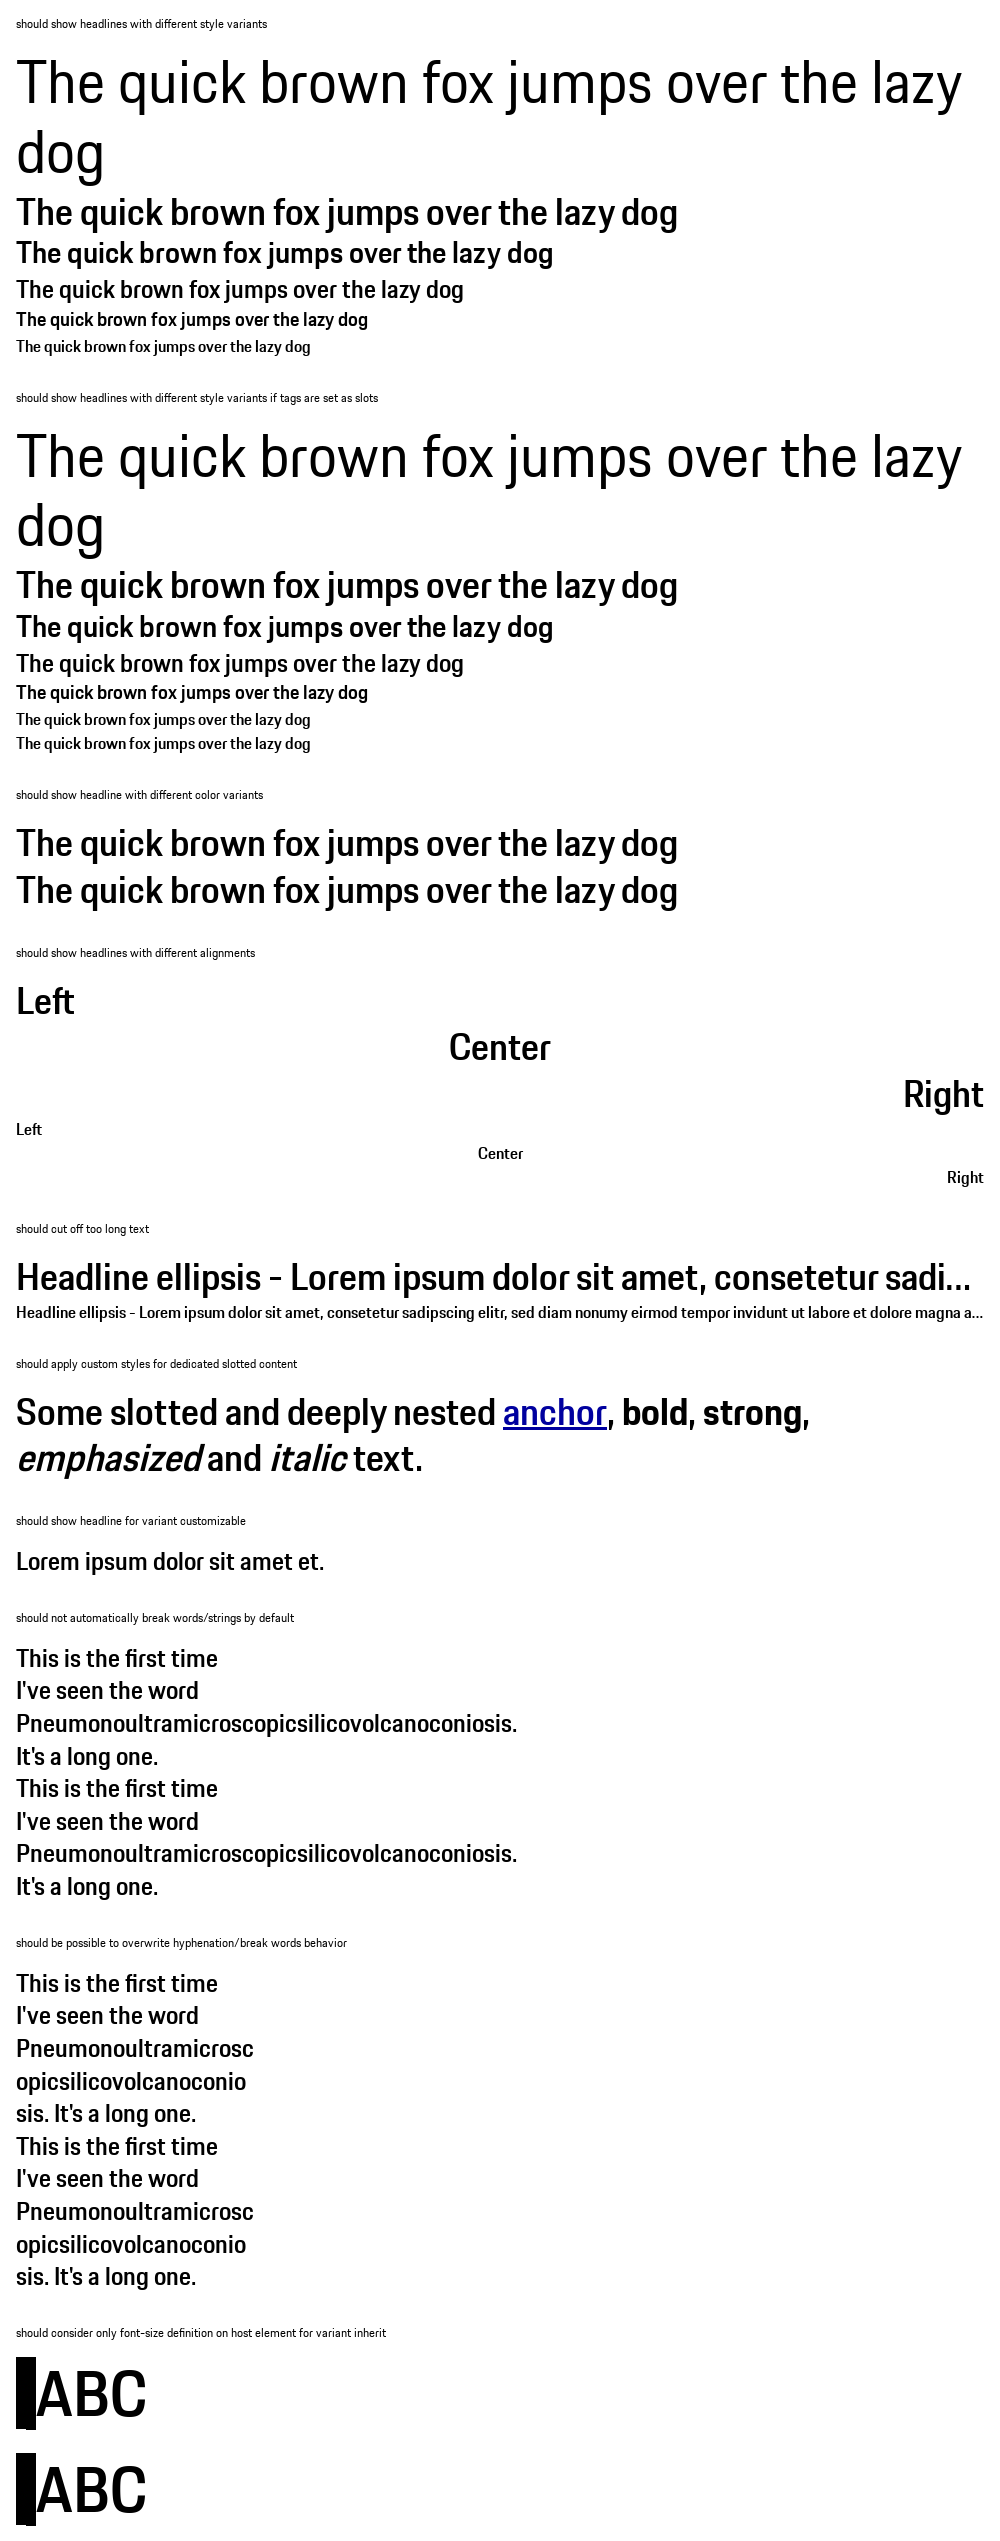 should show headlines with different style variants
The quick brown fox jumps over the lazy
dog
The quick brown fox jumps over the lazy dog
The quick brown fox jumps over the lazy dog
The quick brown fox jumps over the lazy dog
The quick brown fox jumps over the lazy dog
The quick brown fox jumps over the lazy dog
should show headlines with different style variants if tags are set as slots
The quick brown fox jumps over the lazy
dog
The quick brown fox jumps over the lazy dog
The quick brown fox jumps over the lazy dog
The quick brown fox jumps over the lazy dog
The quick brown fox jumps over the lazy dog
The quick brown fox jumps over the lazy dog
The quick brown fox jumps over the lazy dog
should show headline with different color variants
The quick brown fox jumps over the lazy dog
The quick brown fox jumps over the lazy dog
should show headlines with different alignments
Left
Center
Right
Left
Center
Right
should cut off too long text
Headline ellipsis - Lorem ipsum dolor sit amet, consetetur sadi...
Headline ellipsis - Lorem ipsum dolor sit amet, consetetur sadipscing elitr, sed diam nonumy eirmod tempor invidunt ut labore et dolore magna a...
should apply custom styles for dedicated slotted content
Some slotted and deeply nested anchor, bold, strong,
emphasized and italic text.
should show headline for variant customizable
Lorem ipsum dolor sit amet et.
should not automatically break words/strings by default
This is the first time
I've seen the word
Pneumonoultramicroscopicsilicovolcanoconiosis.
It's a long one.
This is the first time
I've seen the word
Pneumonoultramicroscopicsilicovolcanoconiosis.
It's a long one.
should be possible to overwrite hyphenation/break words behavior
This is the first time
I've seen the word
Pneumonoultramicrosc
opicsilicovolcanoconio
sis. It's a long one.
This is the first time
I've seen the word
Pneumonoultramicrosc
opicsilicovolcanoconio
sis. It's a long one.
should consider only font-size definition on host element for variant inherit
ABC
ABC